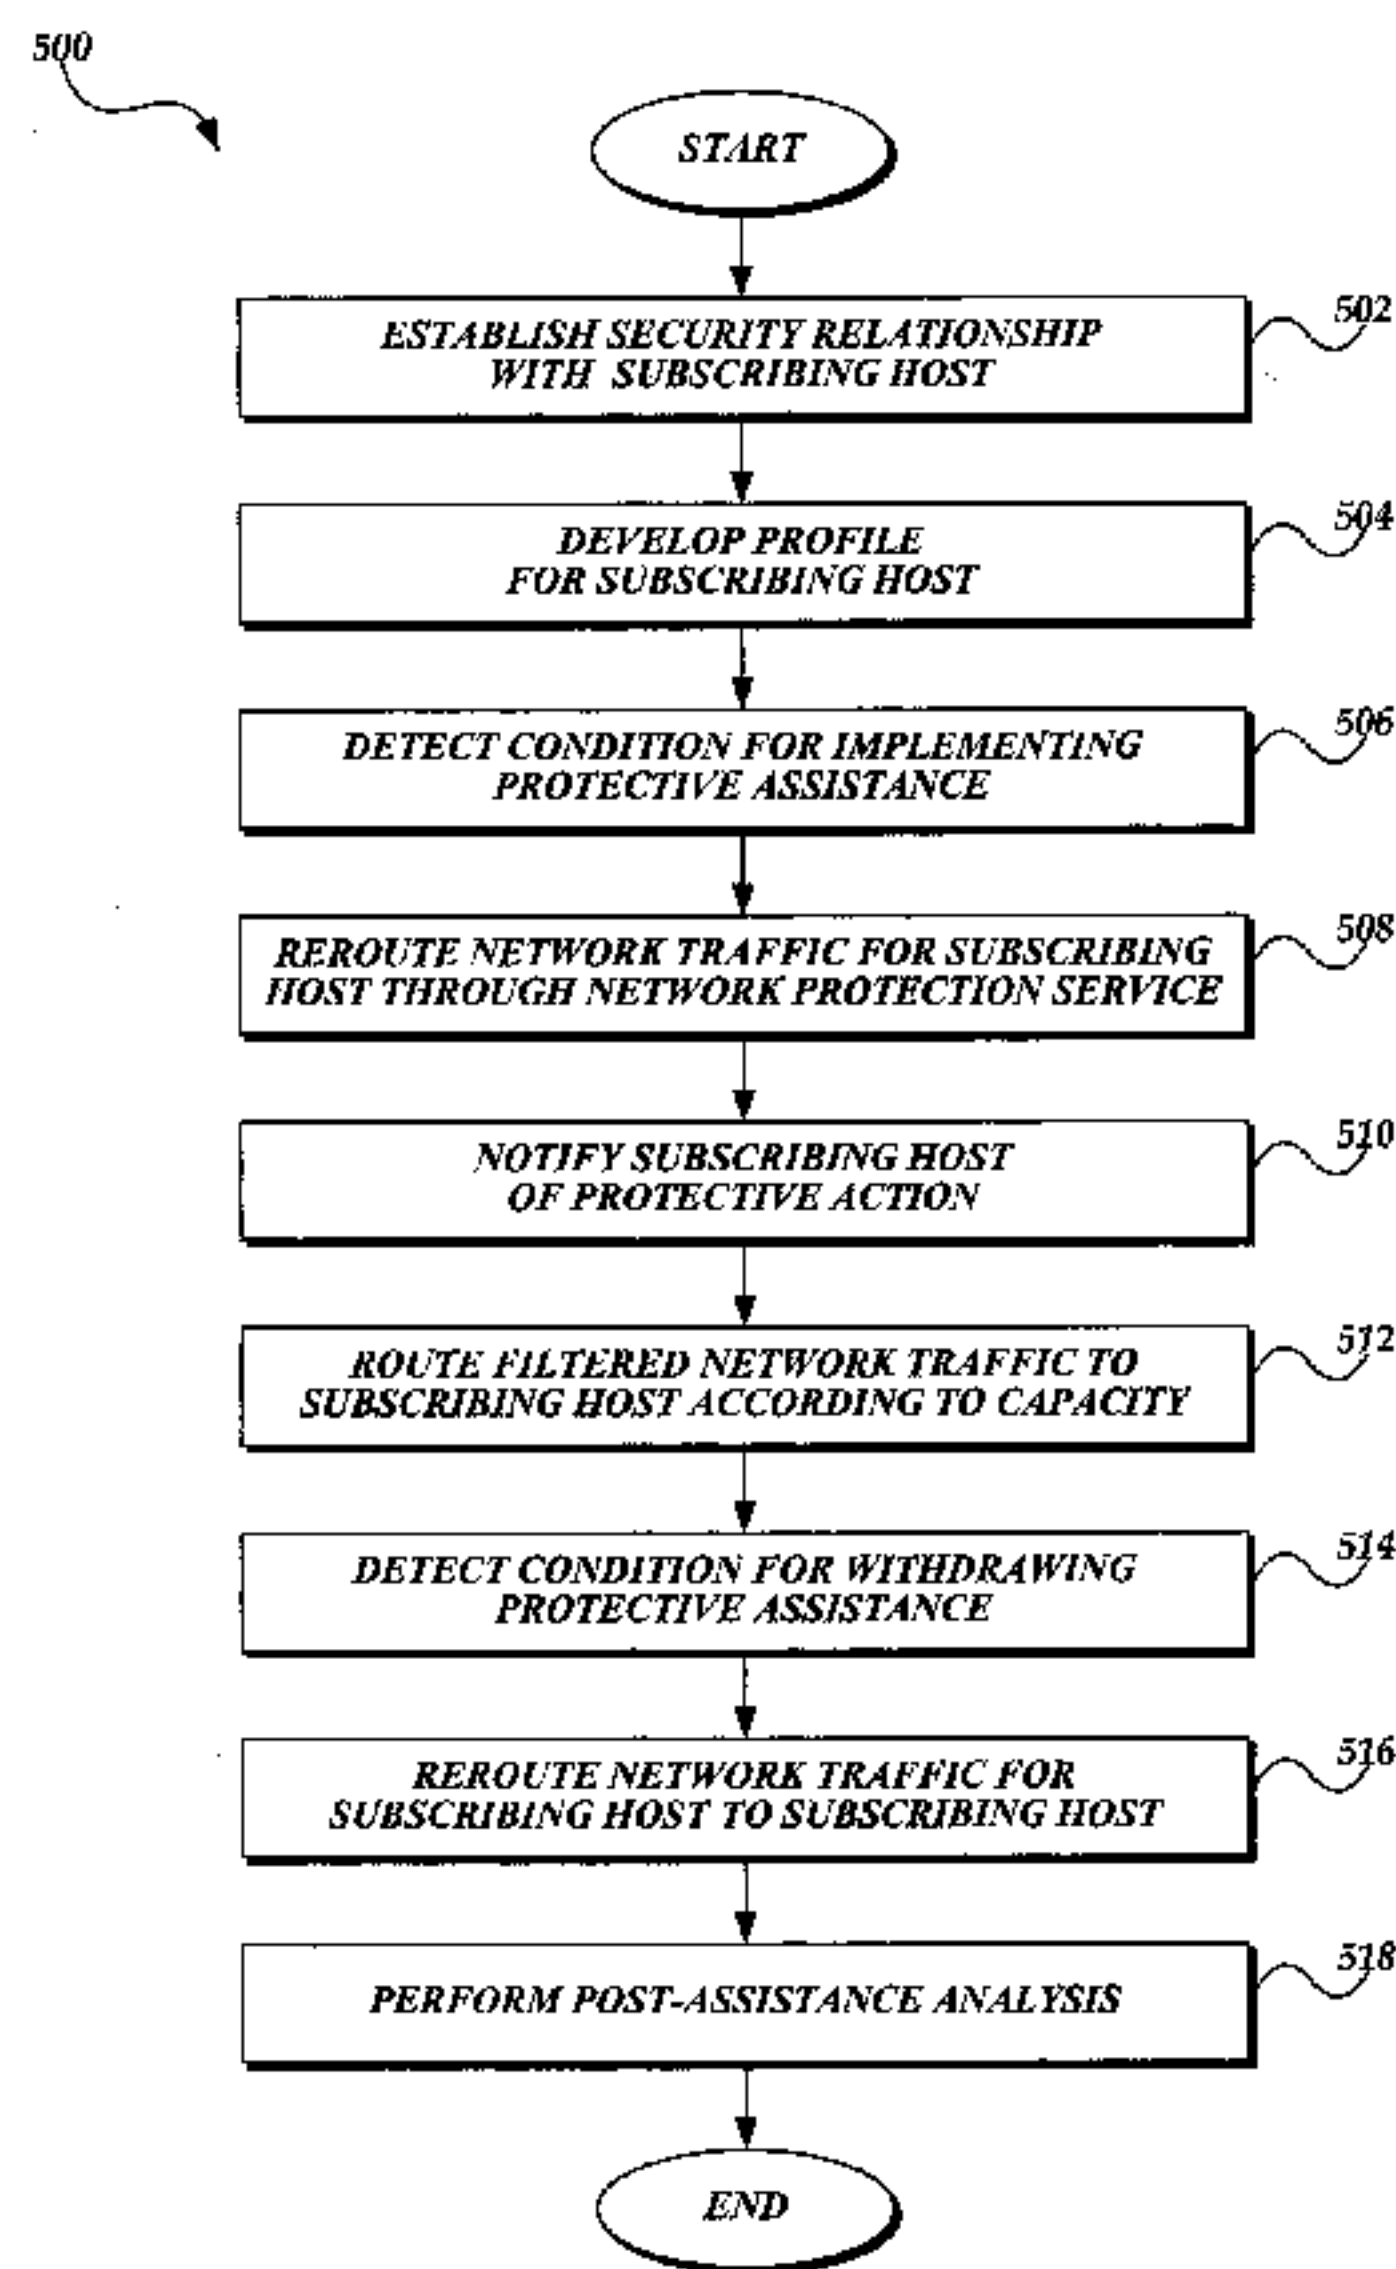 500
START
ESTABLISH SECURITY RELATIONSHIP
WITH SUBSCRIBING HOST
502
DEVELOP PROFILE
FOR SUBSCRIBING HOST
504
DETECT CONDITION FOR IMPLEMENTING
PROTECTIVE ASSISTANCE
506
REROUTE NETWORK TRAFFIC FOR SUBSCRIBING
HOST THROUGH NETWORK PROTECTION SERVICE
508
NOTIFY SUBSCRIBING HOST
OF PROTECTIVE ACTION
510
ROUTE FILTERED NETWORK TRAFFIC TO
SUBSCRIBING HOST ACCORDING TO CAPACITY
512
DETECT CONDITION FOR WITHDRAWING
PROTECTIVE ASSISTANCE
514
REROUTE NETWORK TRAFFIC FOR
SUBSCRIBING HOST TO SUBSCRIBING HOST
516
PERFORM POST-ASSISTANCE ANALYSIS
518
END